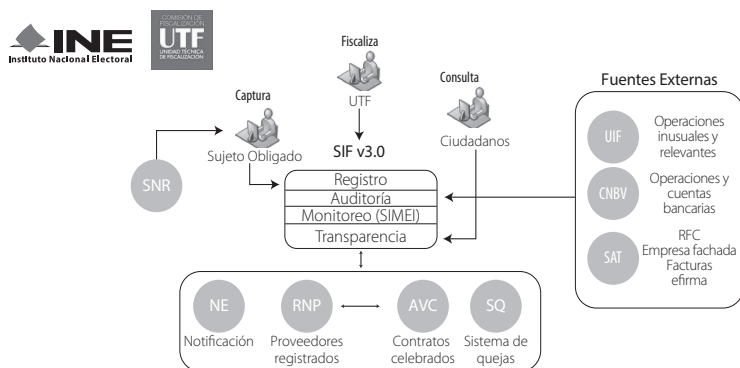 INE
Instituto Nacional Electoral
COMISIÓN DE
FISCALIZACIÓN
UTF
UNIDAD TÉCNICA
DE FISCALIZACIÓN
Fiscaliza
UTF
Captura
Sujeto Obligado
SNR
Consulta
Ciudadanos
SIF v3.0
Registro
Auditoría
Monitoreo (SIMEI)
Transparencia
Fuentes Externas
UIF
Operaciones
inusuales y
relevantes
CNBV
Operaciones y
cuentas
bancarias
SAT
RFC
Empresa fachada
Facturas
efirma
NE
Notificación
RNP
Proveedores
registrados
AVC
Contratos
celebrados
SQ
Sistema de
quejas